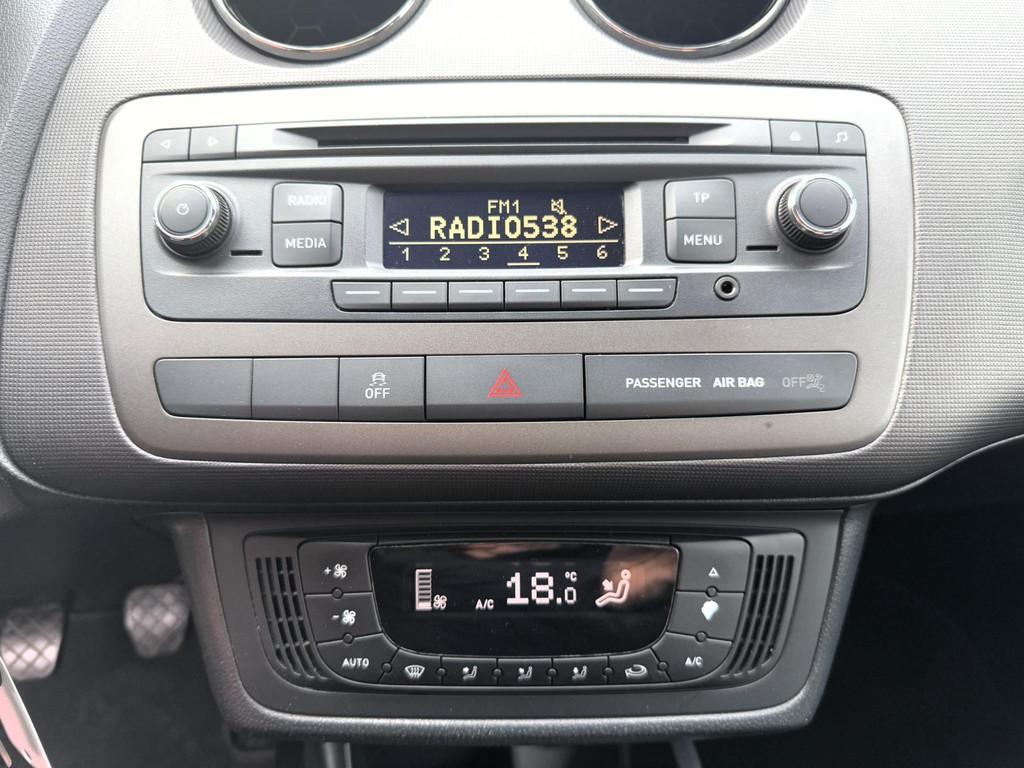 RADIO
MEDIA
FM1
RADIO538
1 2 3 4 5 6
TP
MENU
OFF
PASSENGER AIR BAG OFF
A/C 18.0 °C
AUTO
A/C